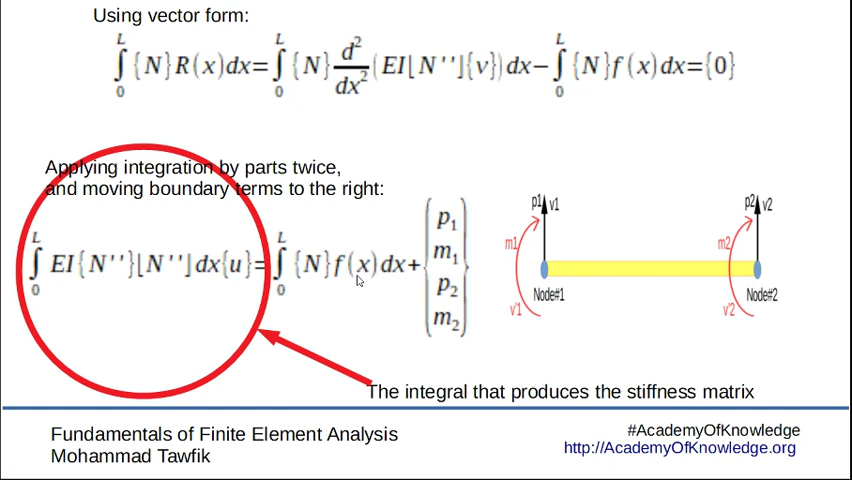 Using vector form:
∫₀ᴸ {N}R(x)dx=∫₀ᴸ {N} d²/dx² (EI⌊N''⌋{v})dx−∫₀ᴸ {N}f(x)dx={0}
Applying integration by parts twice,
and moving boundary terms to the right:
∫₀ᴸ EI{N''}⌊N''⌋dx{u}=∫₀ᴸ {N}f(x)dx+{p₁ m₁ p₂ m₂}
p1 v1
p2 v2
m1
m2
Node#1
Node#2
v'1
v'2
The integral that produces the stiffness matrix
Fundamentals of Finite Element Analysis
Mohammad Tawfik
#AcademyOfKnowledge
http://AcademyOfKnowledge.org